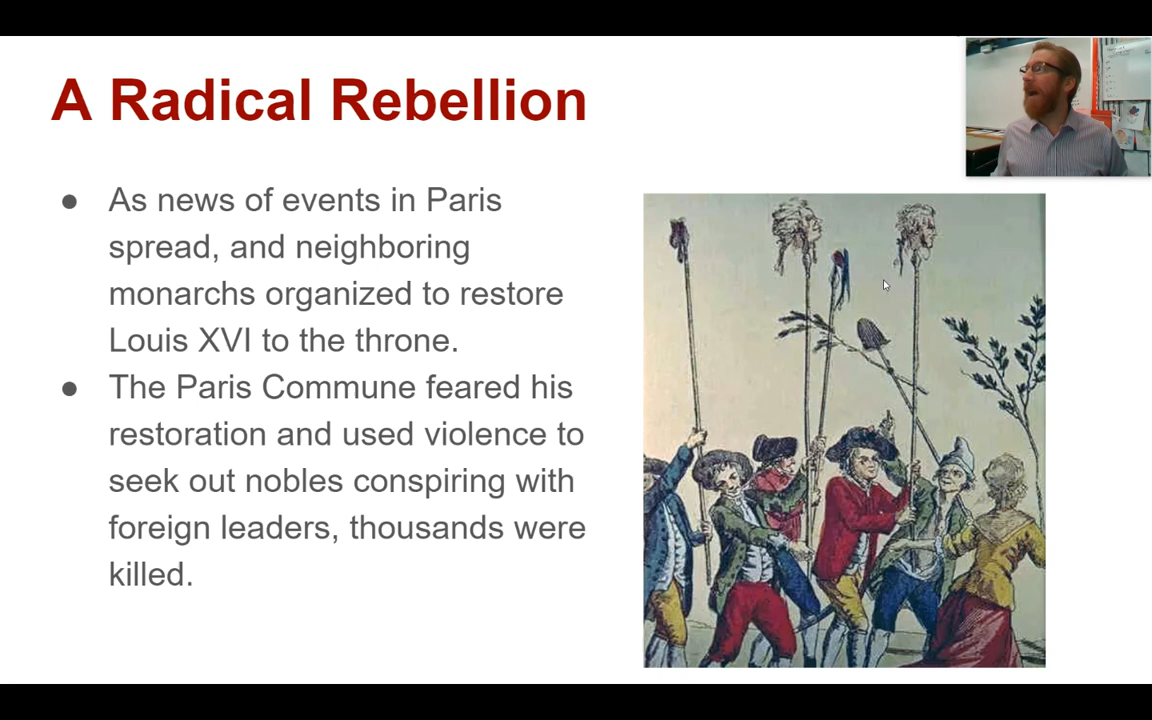 A Radical Rebellion
● As news of events in Paris
spread, and neighboring
monarchs organized to restore
Louis XVI to the throne.
● The Paris Commune feared his
restoration and used violence to
seek out nobles conspiring with
foreign leaders, thousands were
killed.